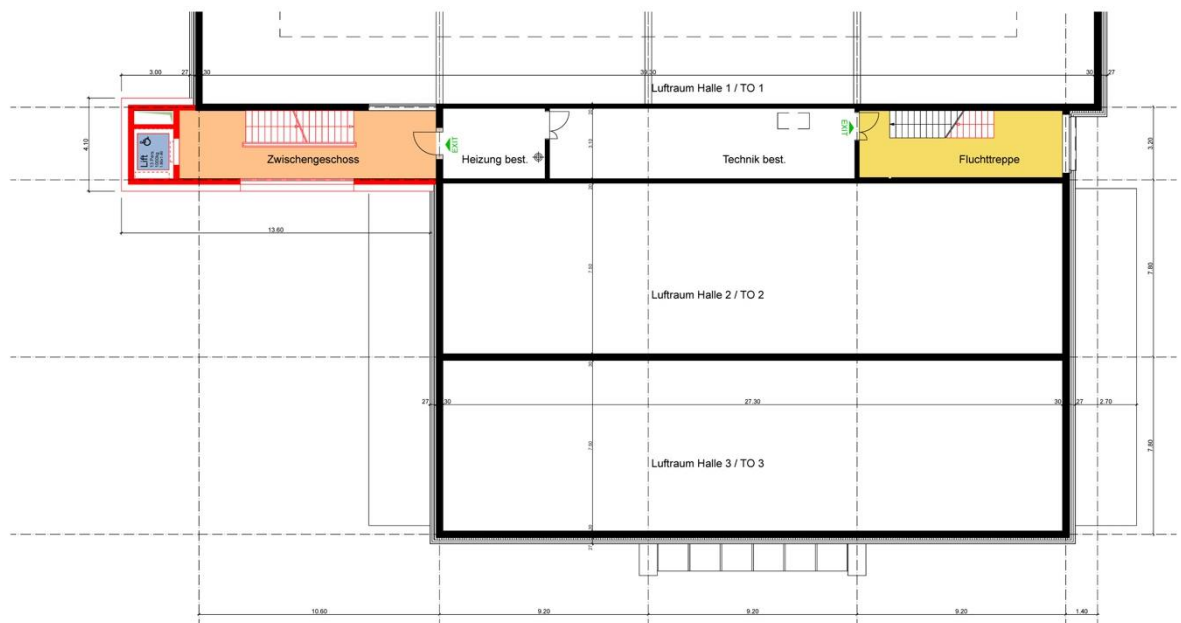 3.00
27
30
39.30
30
27
Luftraum Halle 1 / TO 1
4.10
Lift
Zwischengeschoss
EXIT
Heizung best.
Technik best.
EXIT
Fluchttreppe
3.20
13.60
7.80
Luftraum Halle 2 / TO 2
27
30
27.30
30
27
2.70
7.80
Luftraum Halle 3 / TO 3
10.60
9.20
9.20
9.20
1.40